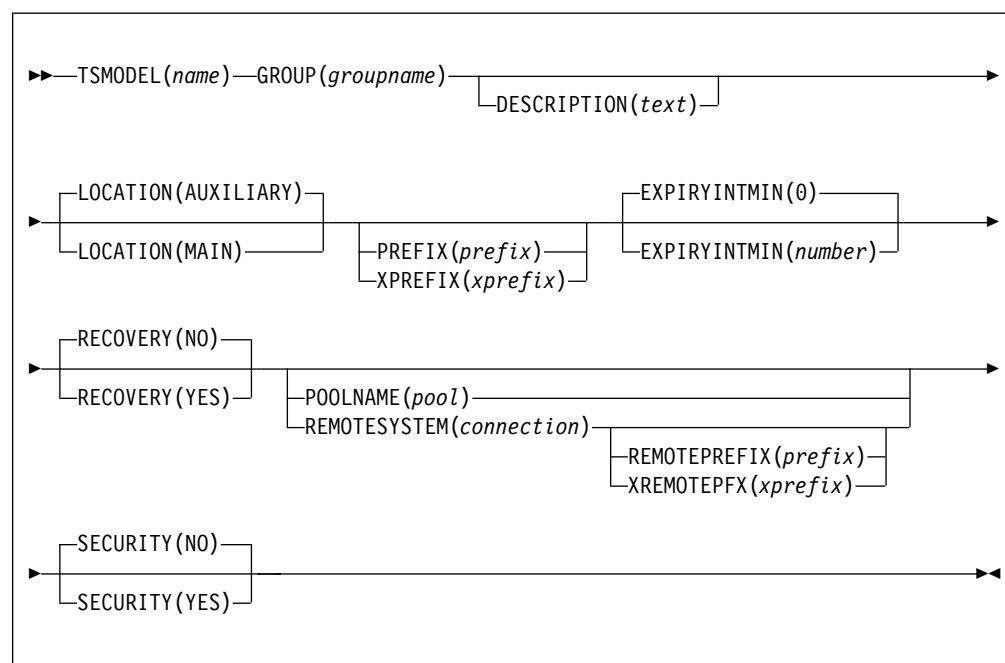 TSMODEL(name) GROUP(groupname)
DESCRIPTION(text)
LOCATION(AUXILIARY)
LOCATION(MAIN)
PREFIX(prefix)
XPREFIX(xprefix)
EXPIRYINTMIN(0)
EXPIRYINTMIN(number)
RECOVERY(NO)
RECOVERY(YES)
POOLNAME(pool)
REMOTESYSTEM(connection)
REMOTEPREFIX(prefix)
XREMOTEPFX(xprefix)
SECURITY(NO)
SECURITY(YES)